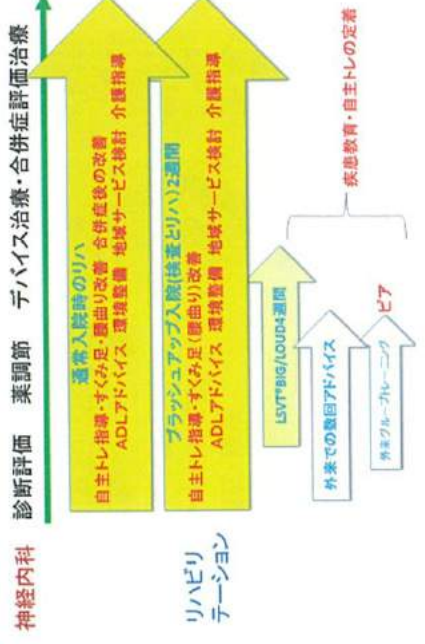 神経内科
診断評価 薬調節 デバイス治療・合併症評価治療
通常入院時のリハ
自主トレ指導・すくみ足・腰曲り改善 合併症後の改善
ADLアドバイス 環境整備 地域サービス検討 介護指導
リハビリ
テーション
ブラッシュアップ入院(検査とリハ)2週間
自主トレ指導・すくみ足(腰曲り)改善
ADLアドバイス 環境整備 地域サービス検討 介護指導
LSVT®BIG/LOUD4週間
外来での数回アドバイス
外来グループトレーニング
ピア
疾患教育・自主トレの定着